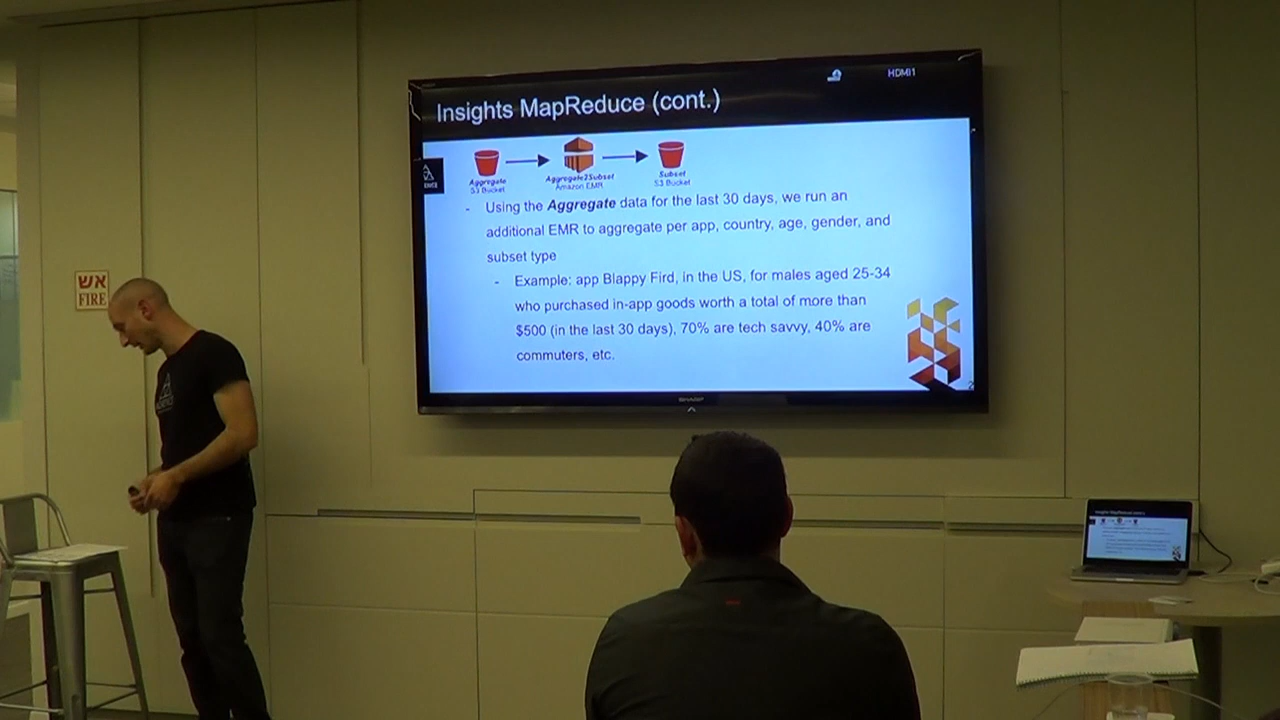 HDMI1
Insights MapReduce (cont.)
Aggregate
S3 Bucket
Aggregate2Subset
Amazon EMR
Subset
S3 Bucket
- Using the Aggregate data for the last 30 days, we run an
additional EMR to aggregate per app, country, age, gender, and
subset type
- Example: app Blappy Fird, in the US, for males aged 25-34
who purchased in-app goods worth a total of more than
$500 (in the last 30 days), 70% are tech savvy, 40% are
commuters, etc.
SHARP
אש
FIRE
Insights MapReduce (cont.)